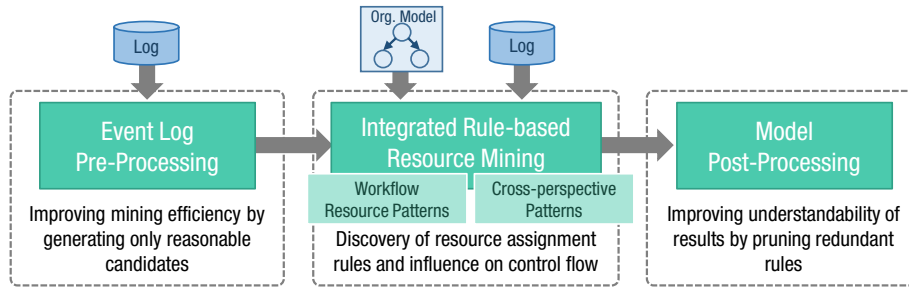 Org. Model
Log
Log
Event Log
Pre-Processing
Improving mining efficiency by
generating only reasonable
candidates
Integrated Rule-based
Resource Mining
Workflow
Resource Patterns
Cross-perspective
Patterns
Discovery of resource assignment
rules and influence on control flow
Model
Post-Processing
Improving understandability of
results by pruning redundant
rules